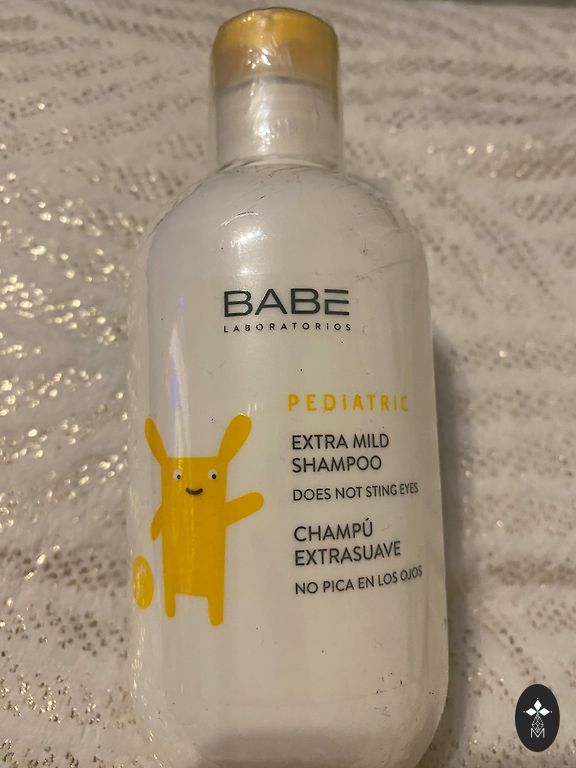 BABE
LABORATORIOS
PEDIATRIC
EXTRA MILD
SHAMPOO
DOES NOT STING EYES
CHAMPÚ
EXTRASUAVE
NO PICA EN LOS OJOS
M